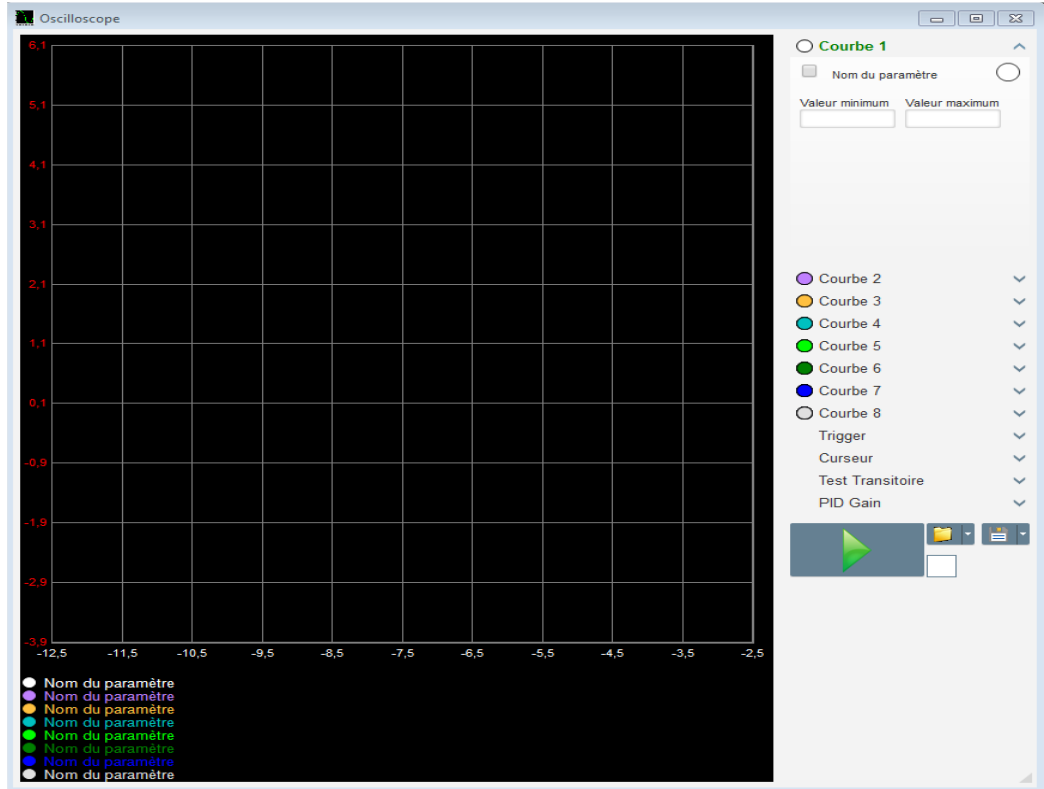 Oscilloscope
6,1
5,1
4,1
3,1
2,1
1,1
0,1
-0,9
-1,9
-2,9
-3,9
-12,5 -11,5 -10,5 -9,5 -8,5 -7,5 -6,5 -5,5 -4,5 -3,5 -2,5
Nom du paramètre
Nom du paramètre
Nom du paramètre
Nom du paramètre
Nom du paramètre
Nom du paramètre
Nom du paramètre
Nom du paramètre
Courbe 1
Nom du paramètre
Valeur minimum Valeur maximum
Courbe 2
Courbe 3
Courbe 4
Courbe 5
Courbe 6
Courbe 7
Courbe 8
Trigger
Curseur
Test Transitoire
PID Gain